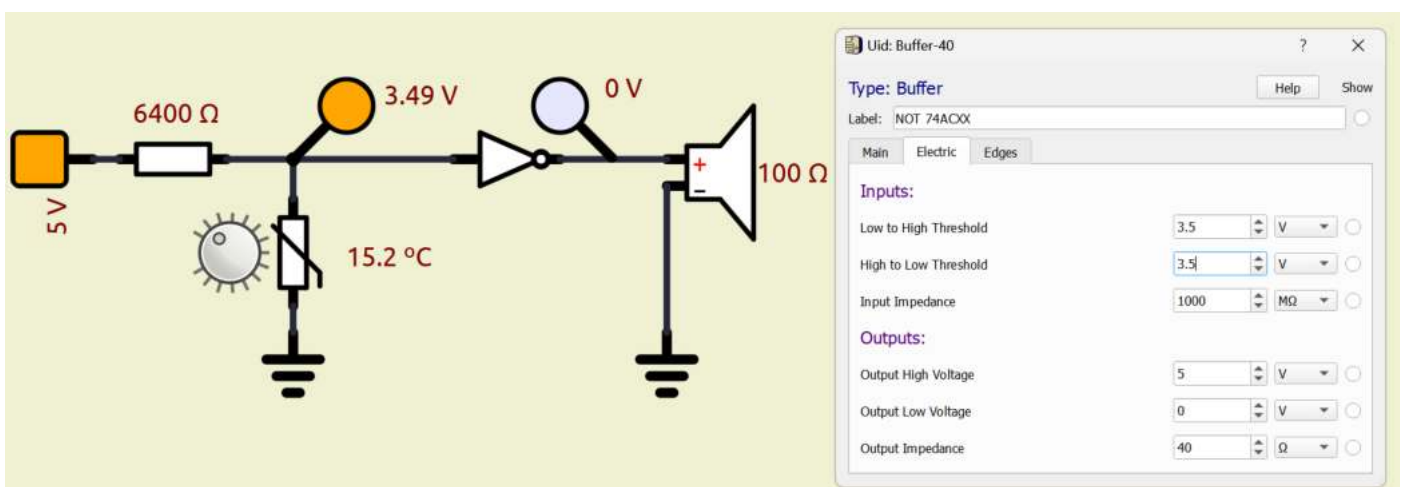 6400 Ω
3.49 V
0 V
5 V
15.2 ºC
+
−
100 Ω
Uid: Buffer-40
?
Type: Buffer
Help
Show
Label: NOT 74ACXX
Main Electric Edges
Inputs:
Low to High Threshold 3.5 V
High to Low Threshold 3.5 V
Input Impedance 1000 MΩ
Outputs:
Output High Voltage 5 V
Output Low Voltage 0 V
Output Impedance 40 Ω